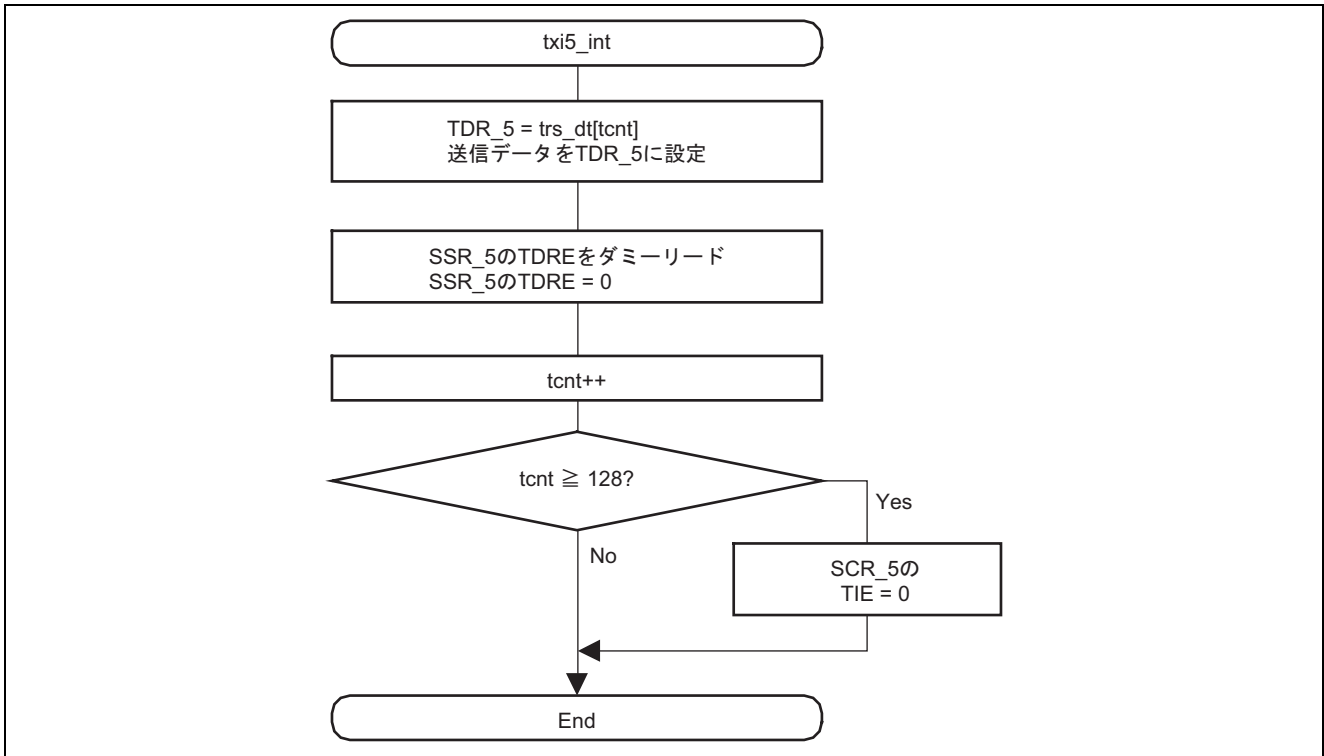 txi5_int
TDR_5 = trs_dt[tcnt]
送信データをTDR_5に設定
SSR_5のTDREをダミーリード
SSR_5のTDRE = 0
tcnt++
tcnt ≧ 128?
Yes
No
SCR_5の
TIE = 0
End